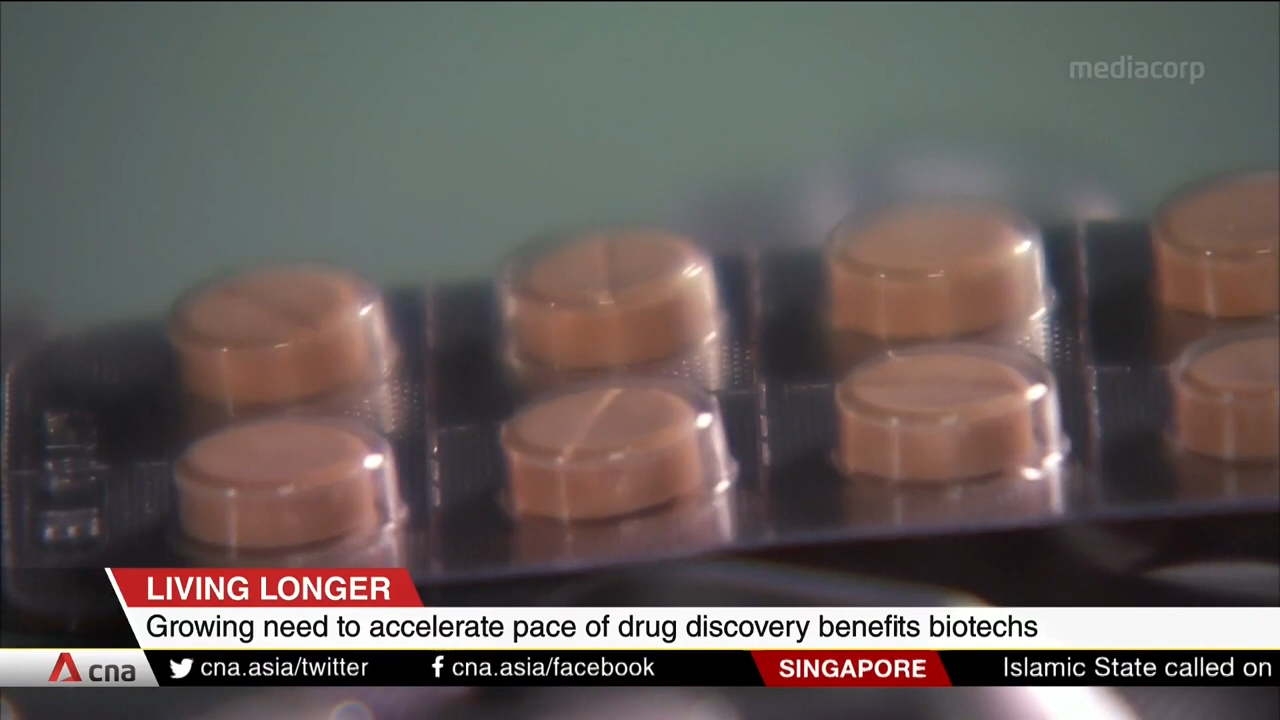 mediacorp
LIVING LONGER
Growing need to accelerate pace of drug discovery benefits biotechs
cna
cna.asia/twitter
cna.asia/facebook
SINGAPORE
Islamic State called on